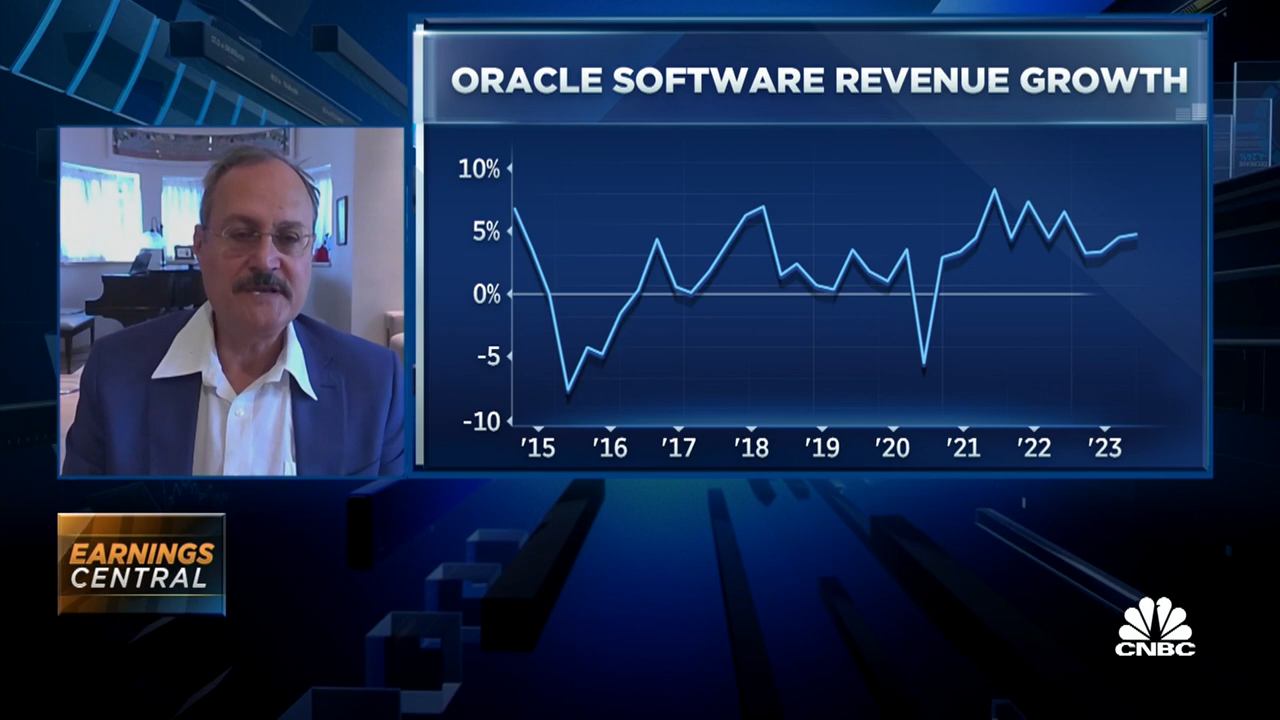 ORACLE SOFTWARE REVENUE GROWTH
10%
5%
0%
-5
-10
'15 '16 '17 '18 '19 '20 '21 '22 '23
EARNINGS
CENTRAL
CNBC